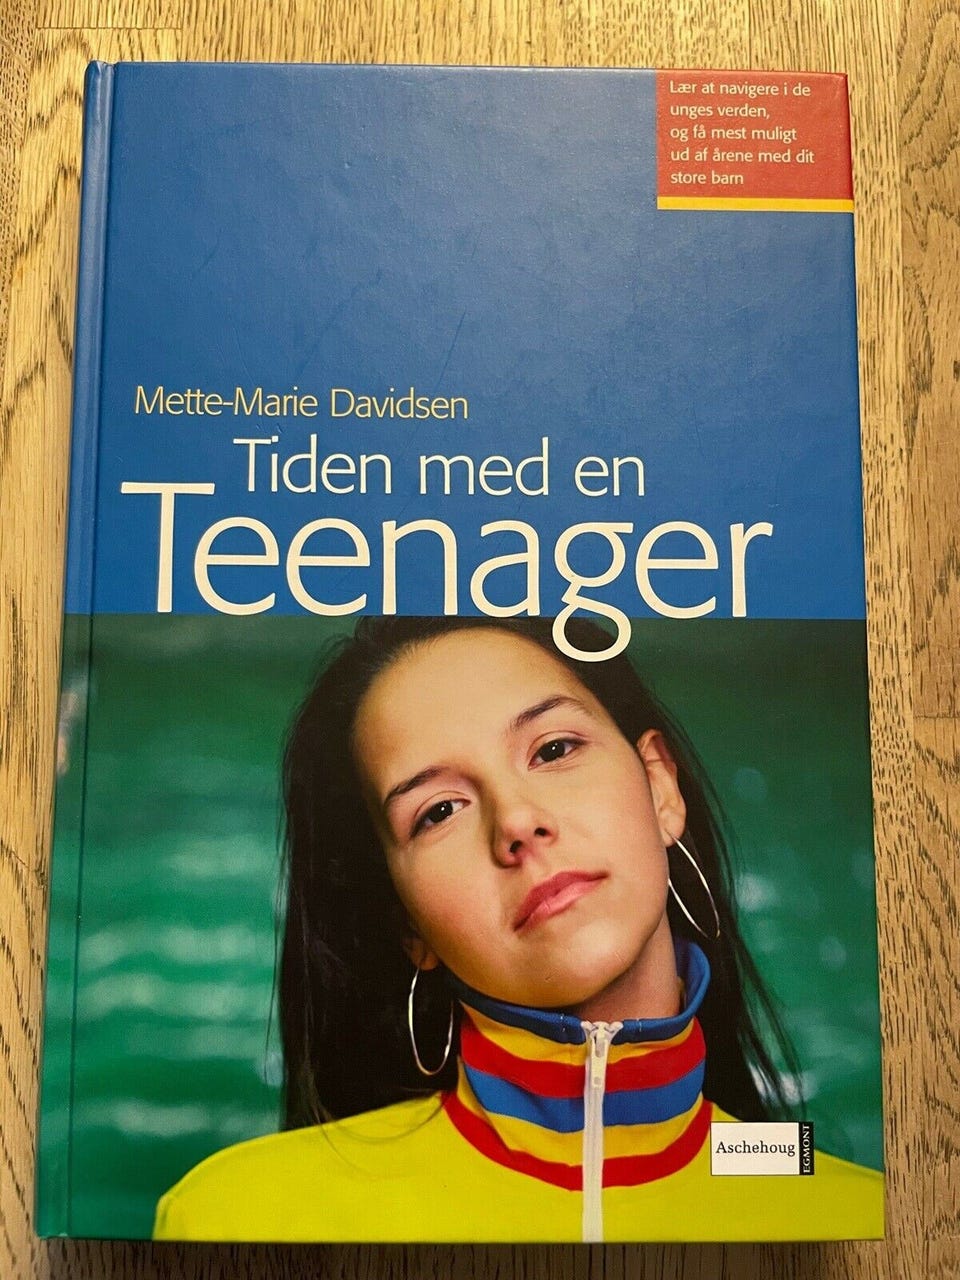 Lær at navigere i de
unges verden,
og få mest muligt
ud af årene med dit
store barn
Mette-Marie Davidsen
Tiden med en
Teenager
Aschehoug
EGMONT